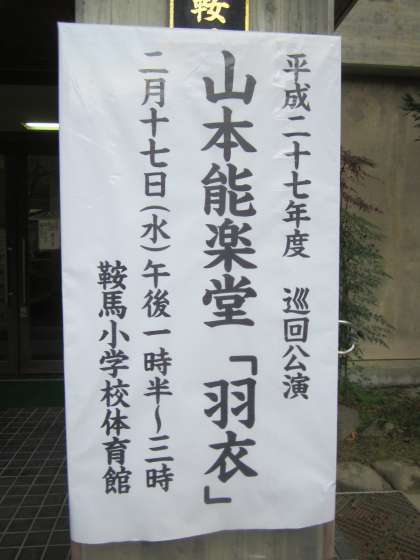 鞍
平成二十七年度 巡回公演
山本能楽堂「羽衣」
二月十七日(水)午後一時半~三時
鞍馬小学校体育館